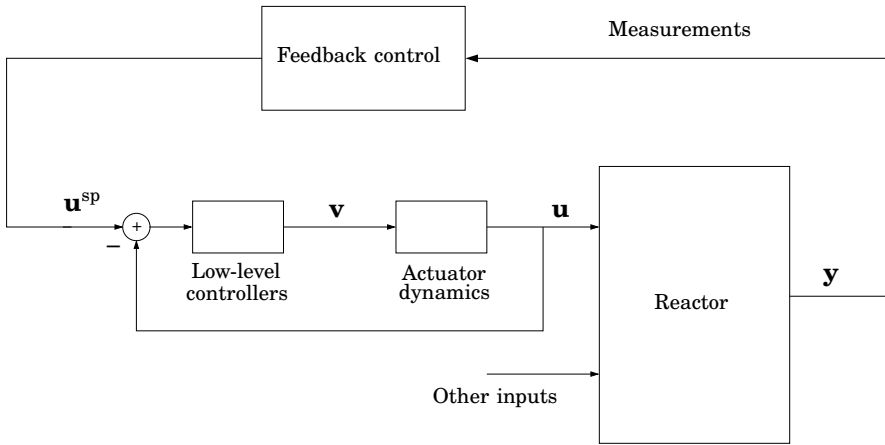 Measurements
Feedback control
u^sp
+
−
v
u
Low-level
controllers
Actuator
dynamics
Reactor
y
Other inputs